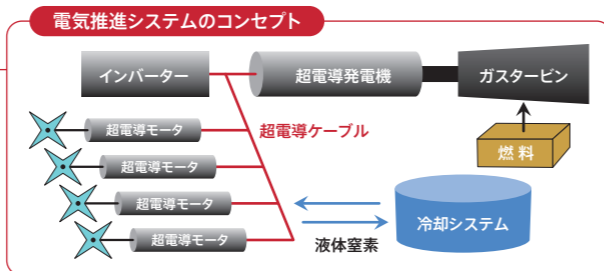 電気推進システムのコンセプト
インバーター
超電導発電機
ガスタービン
超電導モータ
超電導ケーブル
超電導モータ
燃料
超電導モータ
冷却システム
超電導モータ
液体窒素